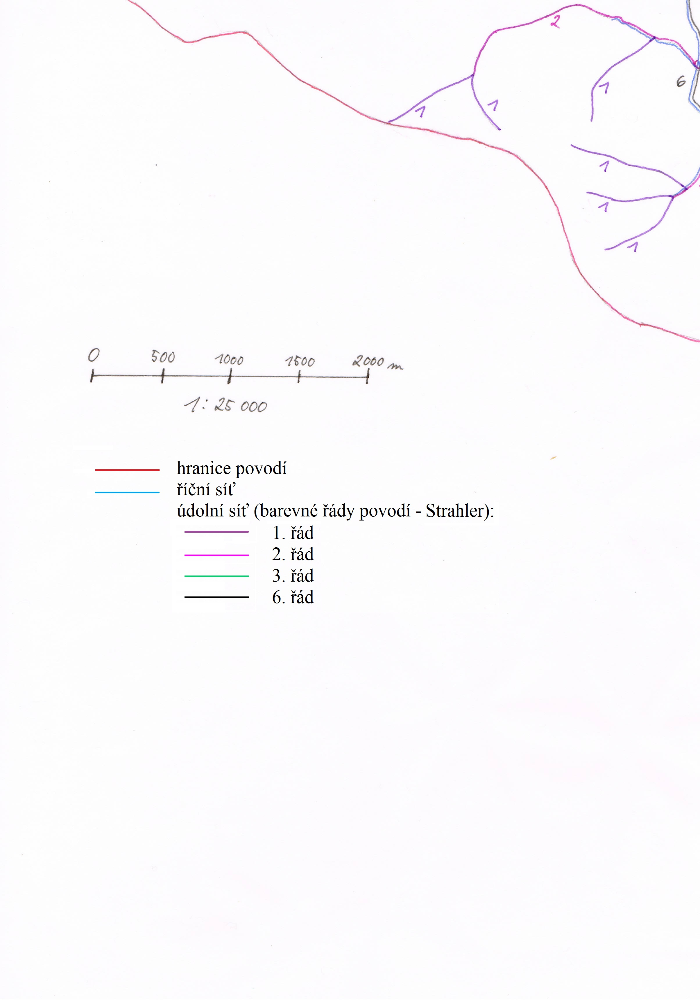 2
6
1
1
1
1
1
1
0 500 1000 1500 2000 m
1: 25 000
hranice povodí
říční síť
údolní síť (barevné řády povodí - Strahler):
1. řád
2. řád
3. řád
6. řád